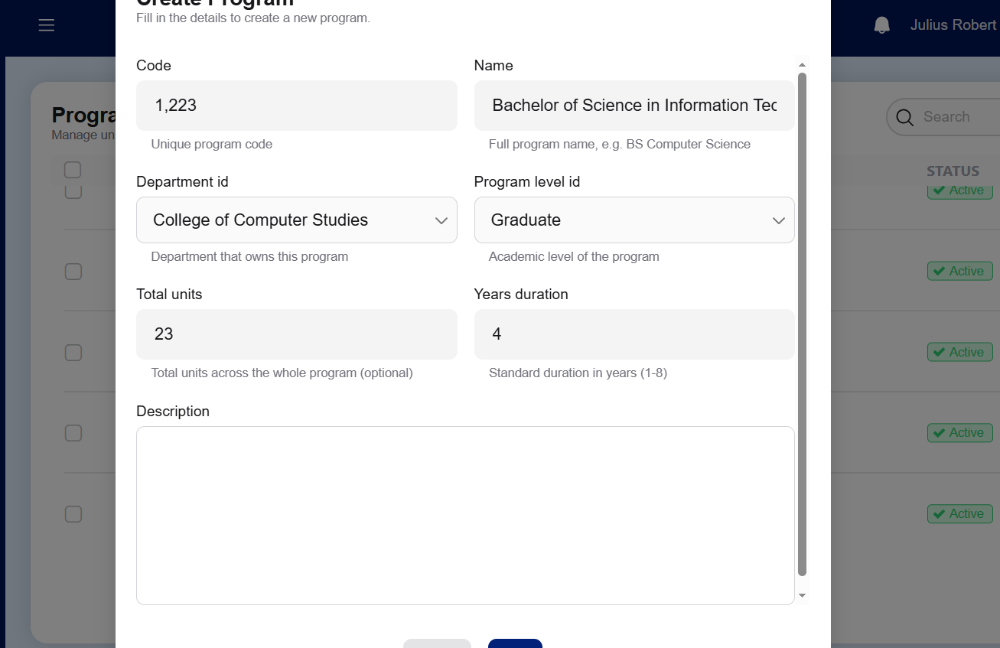 Create Program
Fill in the details to create a new program.
Julius Robert
Code
Name
1,223
Bachelor of Science in Information Tec
Unique program code
Full program name, e.g. BS Computer Science
Department id
Program level id
College of Computer Studies
Graduate
Department that owns this program
Academic level of the program
Total units
Years duration
23
4
Total units across the whole program (optional)
Standard duration in years (1-8)
Description
Progra
Manage un
Search
STATUS
Active
Active
Active
Active
Active